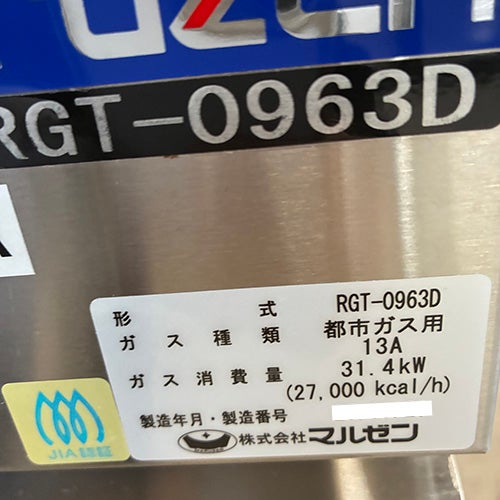 RGT-0963D
形式 RGT-0963D
ガス種類 都市ガス用
13A
ガス消費量 31.4kW
(27,000 kcal/h)
製造年月・製造番号
株式会社マルゼン
JIA認証